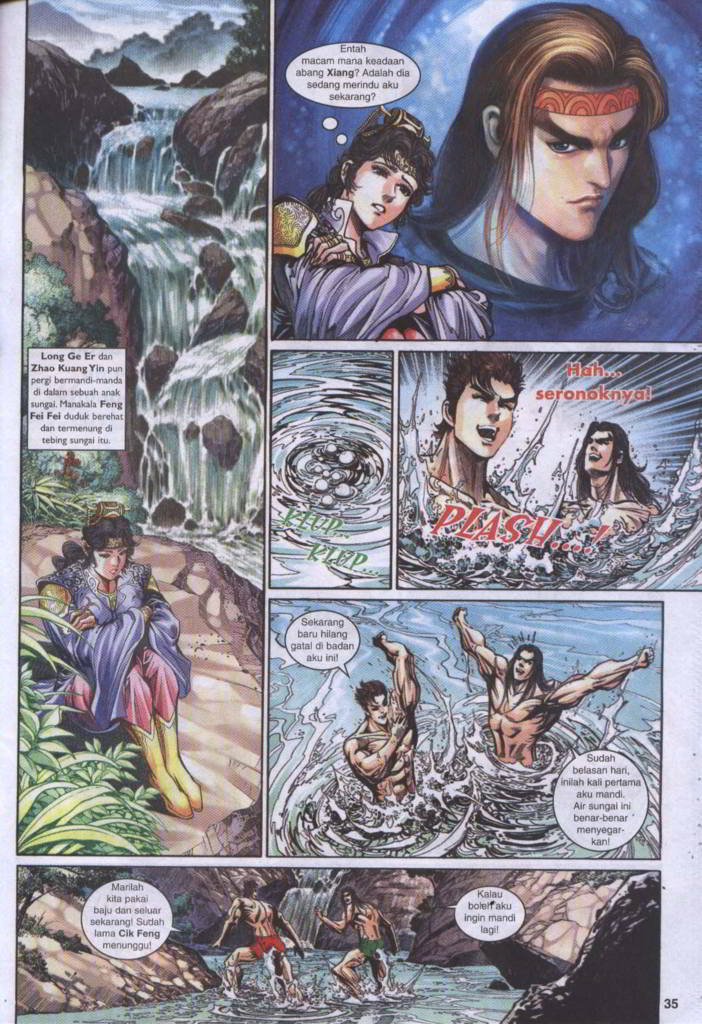 Long Ge Er dan
Zhao Kuang Yin pun
pergi bermandi-manda
di dalam sebuah anak
sungai. Manakala Feng
Fei Fei duduk berehat
dan termenung di
tebing sungai itu.
Entah
macam mana keadaan
abang Xiang? Adalah dia
sedang merindu aku
sekarang?
KLUP...
KLUP...
Hah...
seronoknya!
PLASH....!
Sekarang
baru hilang
gatal di badan
aku ini!
Sudah
belasan hari,
inilah kali pertama
aku mandi.
Air sungai ini
benar-benar
menyegar-
kan!
Marilah
kita pakai
baju dan seluar
sekarang! Sudah
lama Cik Feng
menunggu!
Kalau
boleh aku
ingin mandi
lagi!
35